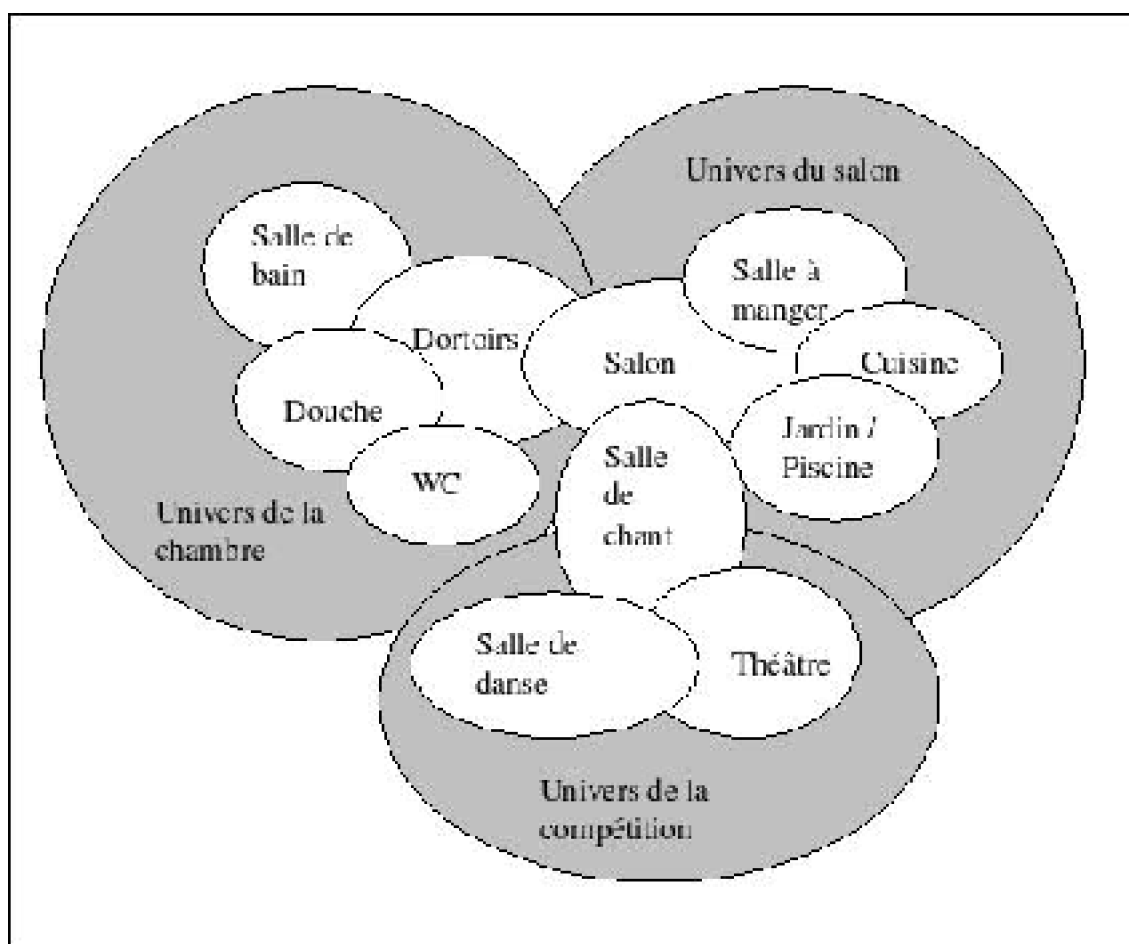 Univers du salon
Salle de
bain
Salle à
manger
Dortoirs
Salon
Cuisine
Douche
Jardin /
Piscine
Salle
de
chant
WC
Univers de la
chambre
Salle de
danse
Théâtre
Univers de la
compétition